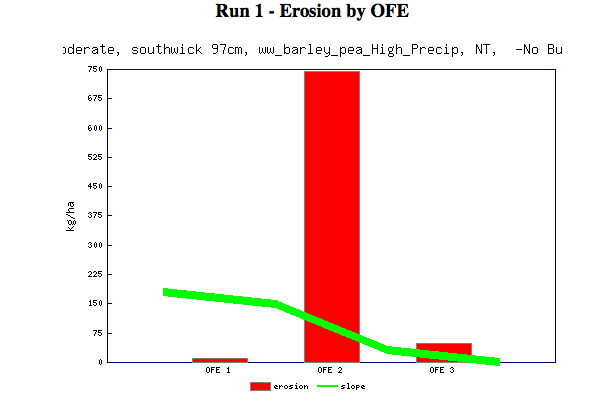 Run 1 - Erosion by OFE
oderate, southwick 97cm, ww_barley_pea_High_Precip, NT, -No Bu
750
675
600
525
450
375
300
225
150
75
0
kg/ha
OFE 1 OFE 2 OFE 3
erosion slope